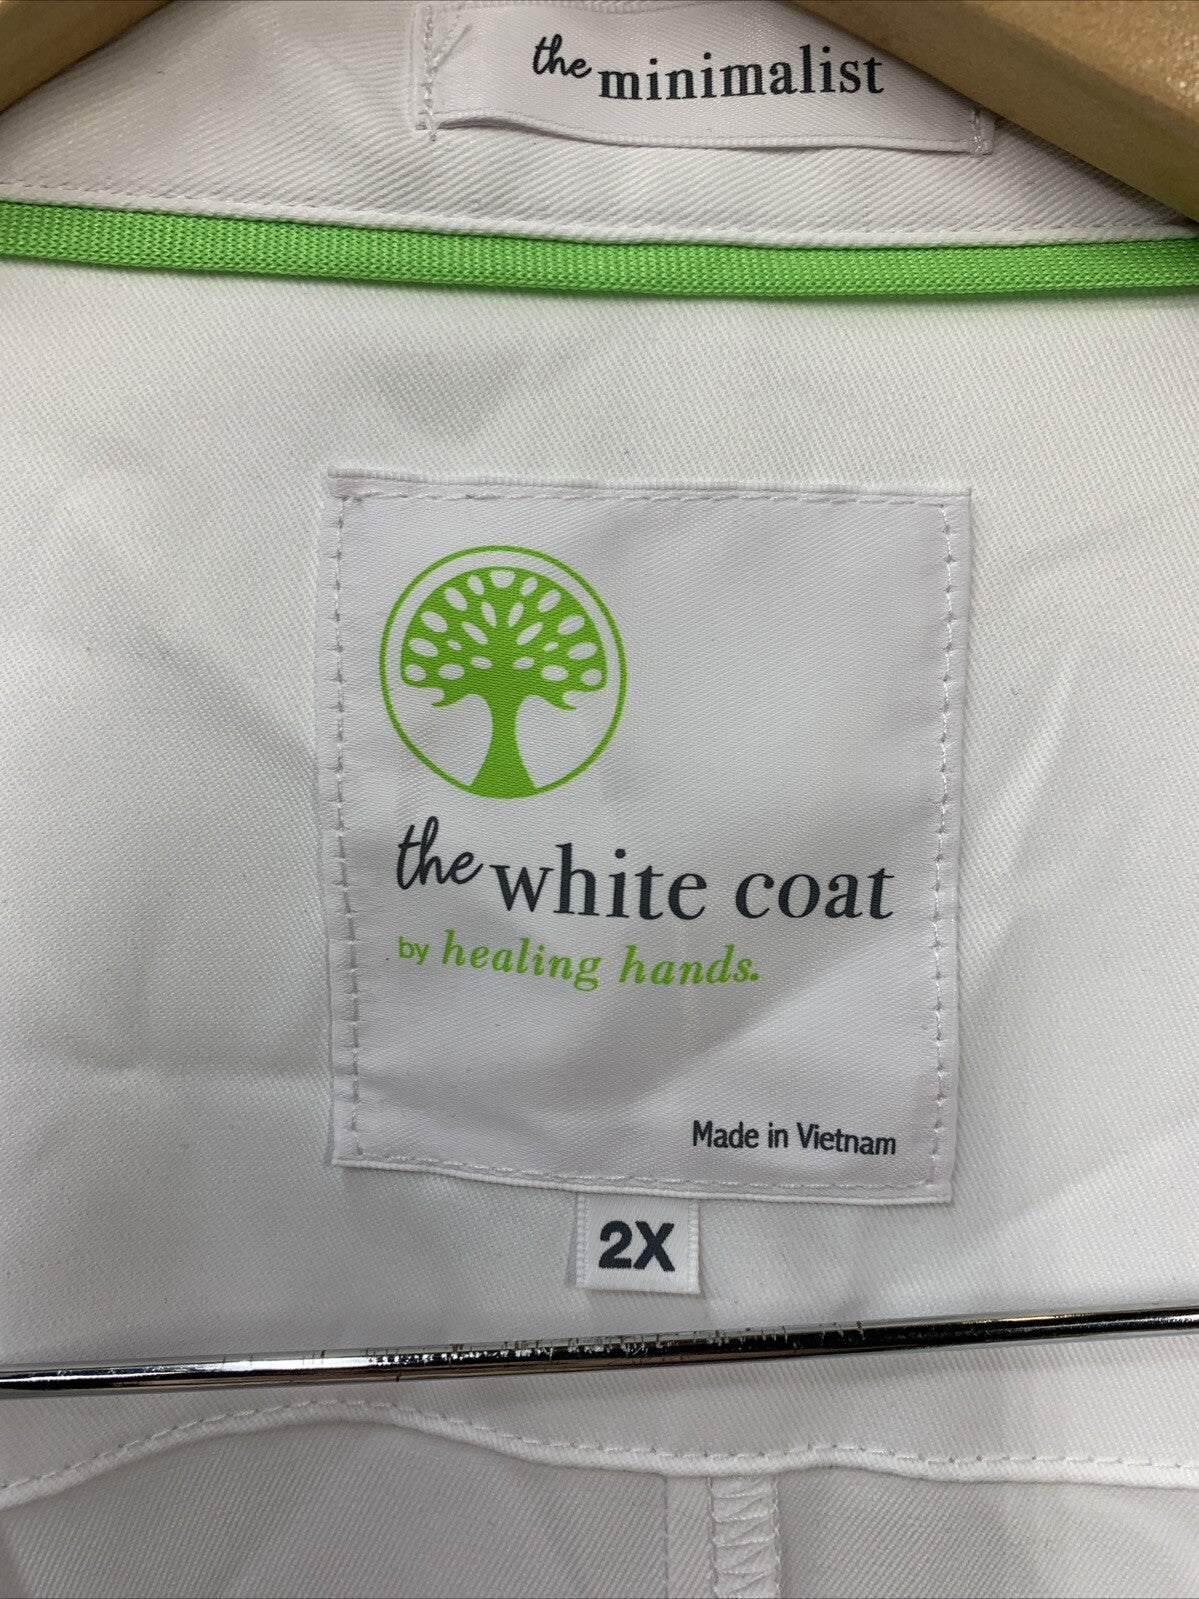 the minimalist
the white coat
by healing hands.
Made in Vietnam
2X